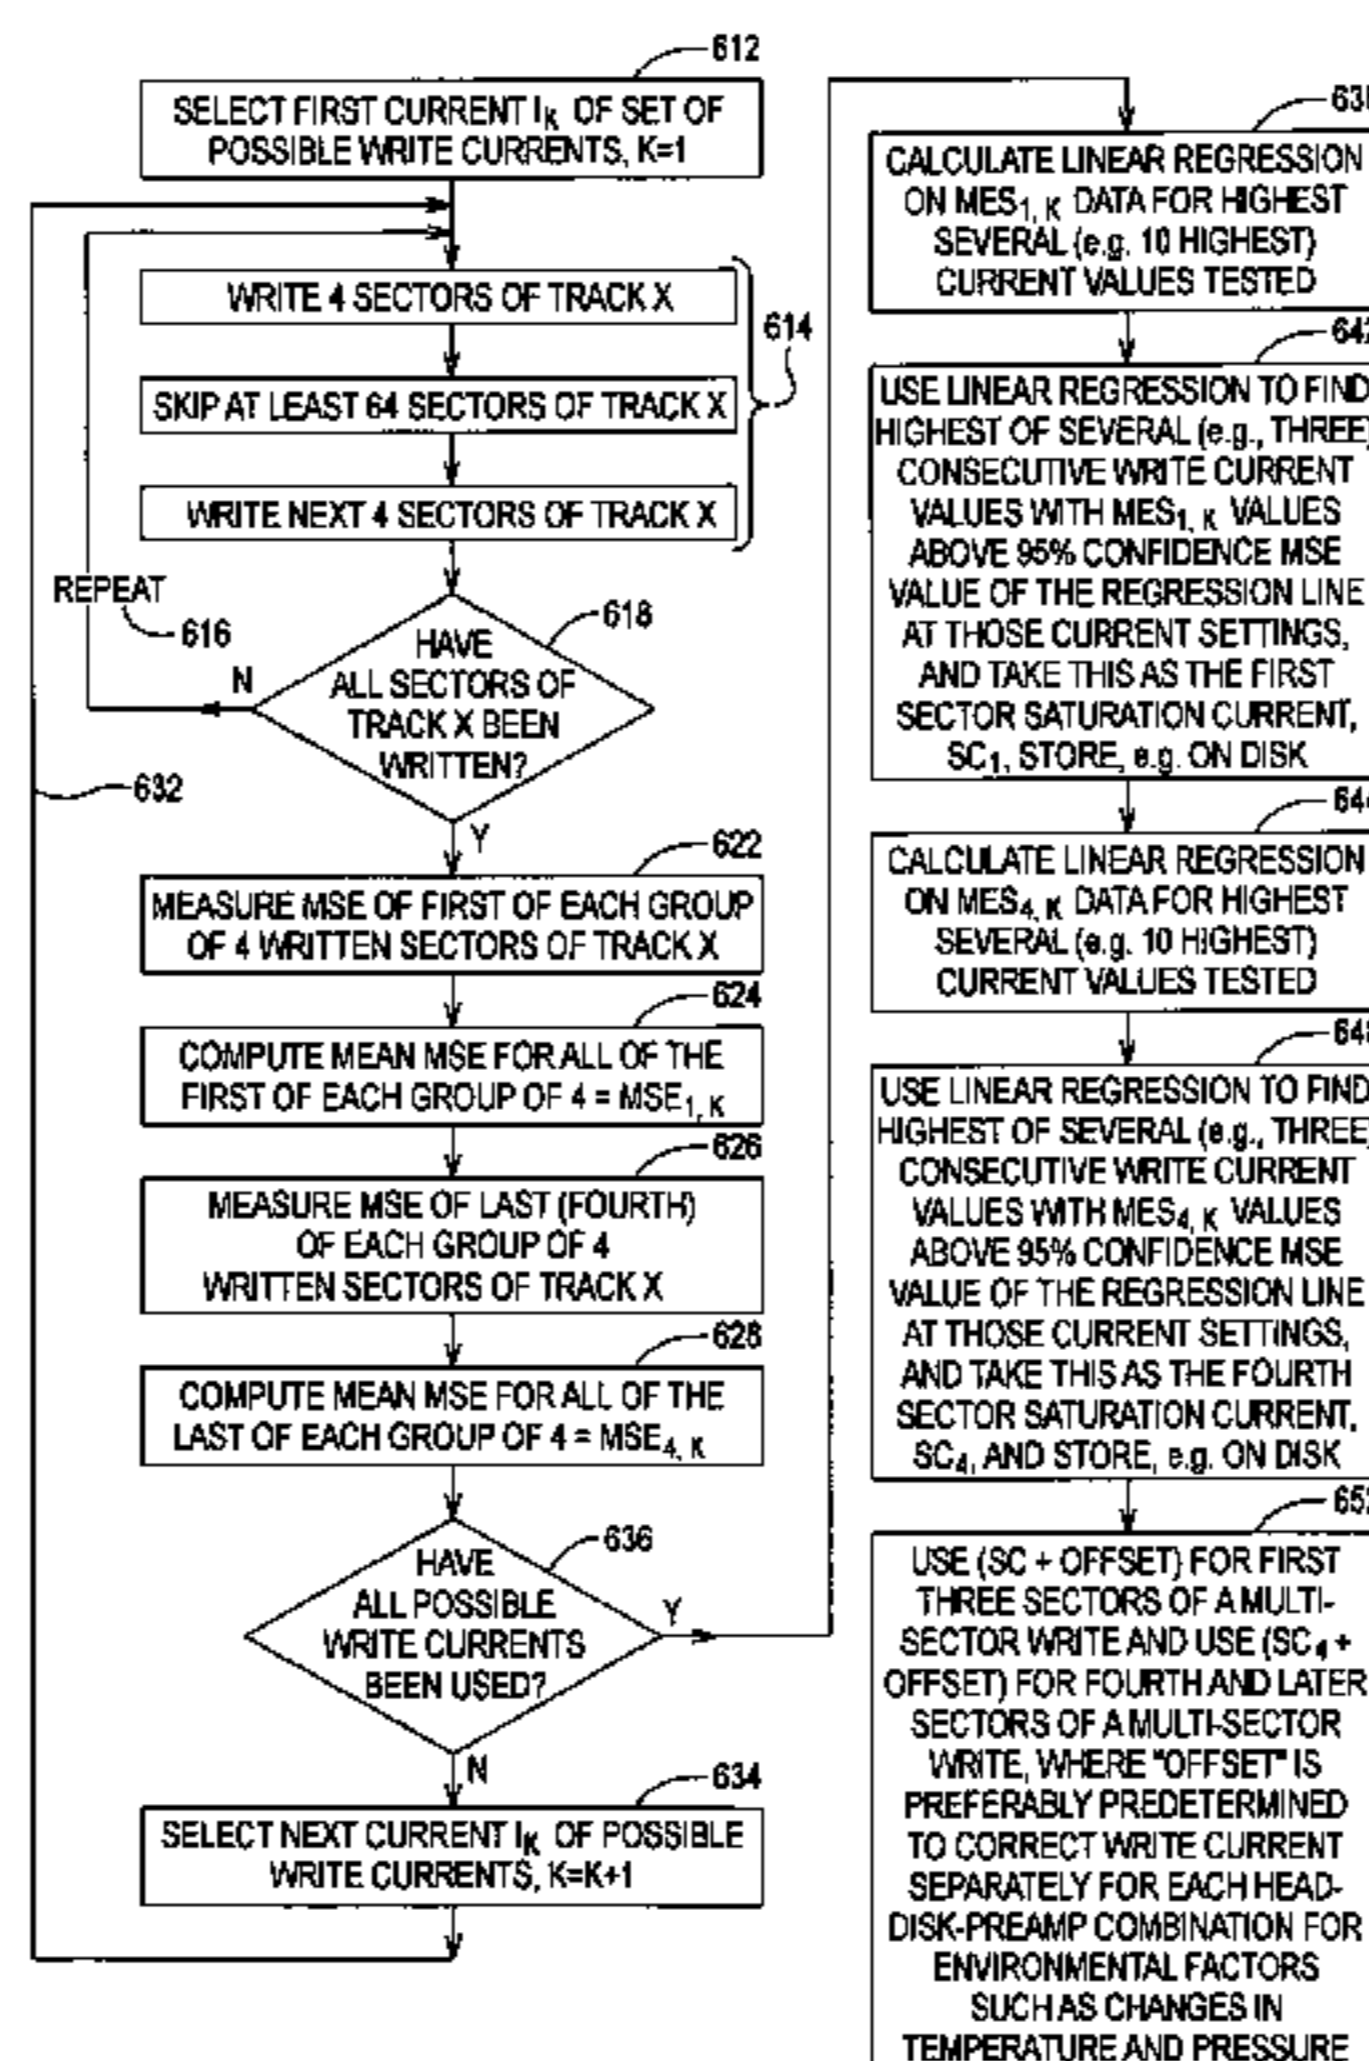 612
SELECT FIRST CURRENT IK OF SET OF
POSSIBLE WRITE CURRENTS, K=1
WRITE 4 SECTORS OF TRACK X
SKIP AT LEAST 64 SECTORS OF TRACK X
WRITE NEXT 4 SECTORS OF TRACK X
614
REPEAT
616
618
HAVE
ALL SECTORS OF
TRACK X BEEN
WRITTEN?
N
Y
632
622
MEASURE MSE OF FIRST OF EACH GROUP
OF 4 WRITTEN SECTORS OF TRACK X
624
COMPUTE MEAN MSE FOR ALL OF THE
FIRST OF EACH GROUP OF 4 = MSE1, K
626
MEASURE MSE OF LAST (FOURTH)
OF EACH GROUP OF 4
WRITTEN SECTORS OF TRACK X
628
COMPUTE MEAN MSE FOR ALL OF THE
LAST OF EACH GROUP OF 4 = MSE4, K
636
HAVE
ALL POSSIBLE
WRITE CURRENTS
BEEN USED?
Y
N
634
SELECT NEXT CURRENT IK OF POSSIBLE
WRITE CURRENTS, K=K+1
CALCULATE LINEAR REGRESSION
ON MES1, K DATA FOR HIGHEST
SEVERAL (e.g. 10 HIGHEST)
CURRENT VALUES TESTED
USE LINEAR REGRESSION TO FIND
HIGHEST OF SEVERAL (e.g., THREE)
CONSECUTIVE WRITE CURRENT
VALUES WITH MES1, K VALUES
ABOVE 95% CONFIDENCE MSE
VALUE OF THE REGRESSION LINE
AT THOSE CURRENT SETTINGS,
AND TAKE THIS AS THE FIRST
SECTOR SATURATION CURRENT,
SC1, STORE, e.g. ON DISK
CALCULATE LINEAR REGRESSION
ON MES4, K DATA FOR HIGHEST
SEVERAL (e.g. 10 HIGHEST)
CURRENT VALUES TESTED
USE LINEAR REGRESSION TO FIND
HIGHEST OF SEVERAL (e.g., THREE)
CONSECUTIVE WRITE CURRENT
VALUES WITH MES4, K VALUES
ABOVE 95% CONFIDENCE MSE
VALUE OF THE REGRESSION LINE
AT THOSE CURRENT SETTINGS,
AND TAKE THIS AS THE FOURTH
SECTOR SATURATION CURRENT,
SC4, AND STORE, e.g. ON DISK
USE (SC + OFFSET) FOR FIRST
THREE SECTORS OF A MULTI-
SECTOR WRITE AND USE (SC4 +
OFFSET) FOR FOURTH AND LATER
SECTORS OF A MULTI-SECTOR
WRITE, WHERE "OFFSET" IS
PREFERABLY PREDETERMINED
TO CORRECT WRITE CURRENT
SEPARATELY FOR EACH HEAD-
DISK-PREAMP COMBINATION FOR
ENVIRONMENTAL FACTORS
SUCH AS CHANGES IN
TEMPERATURE AND PRESSURE